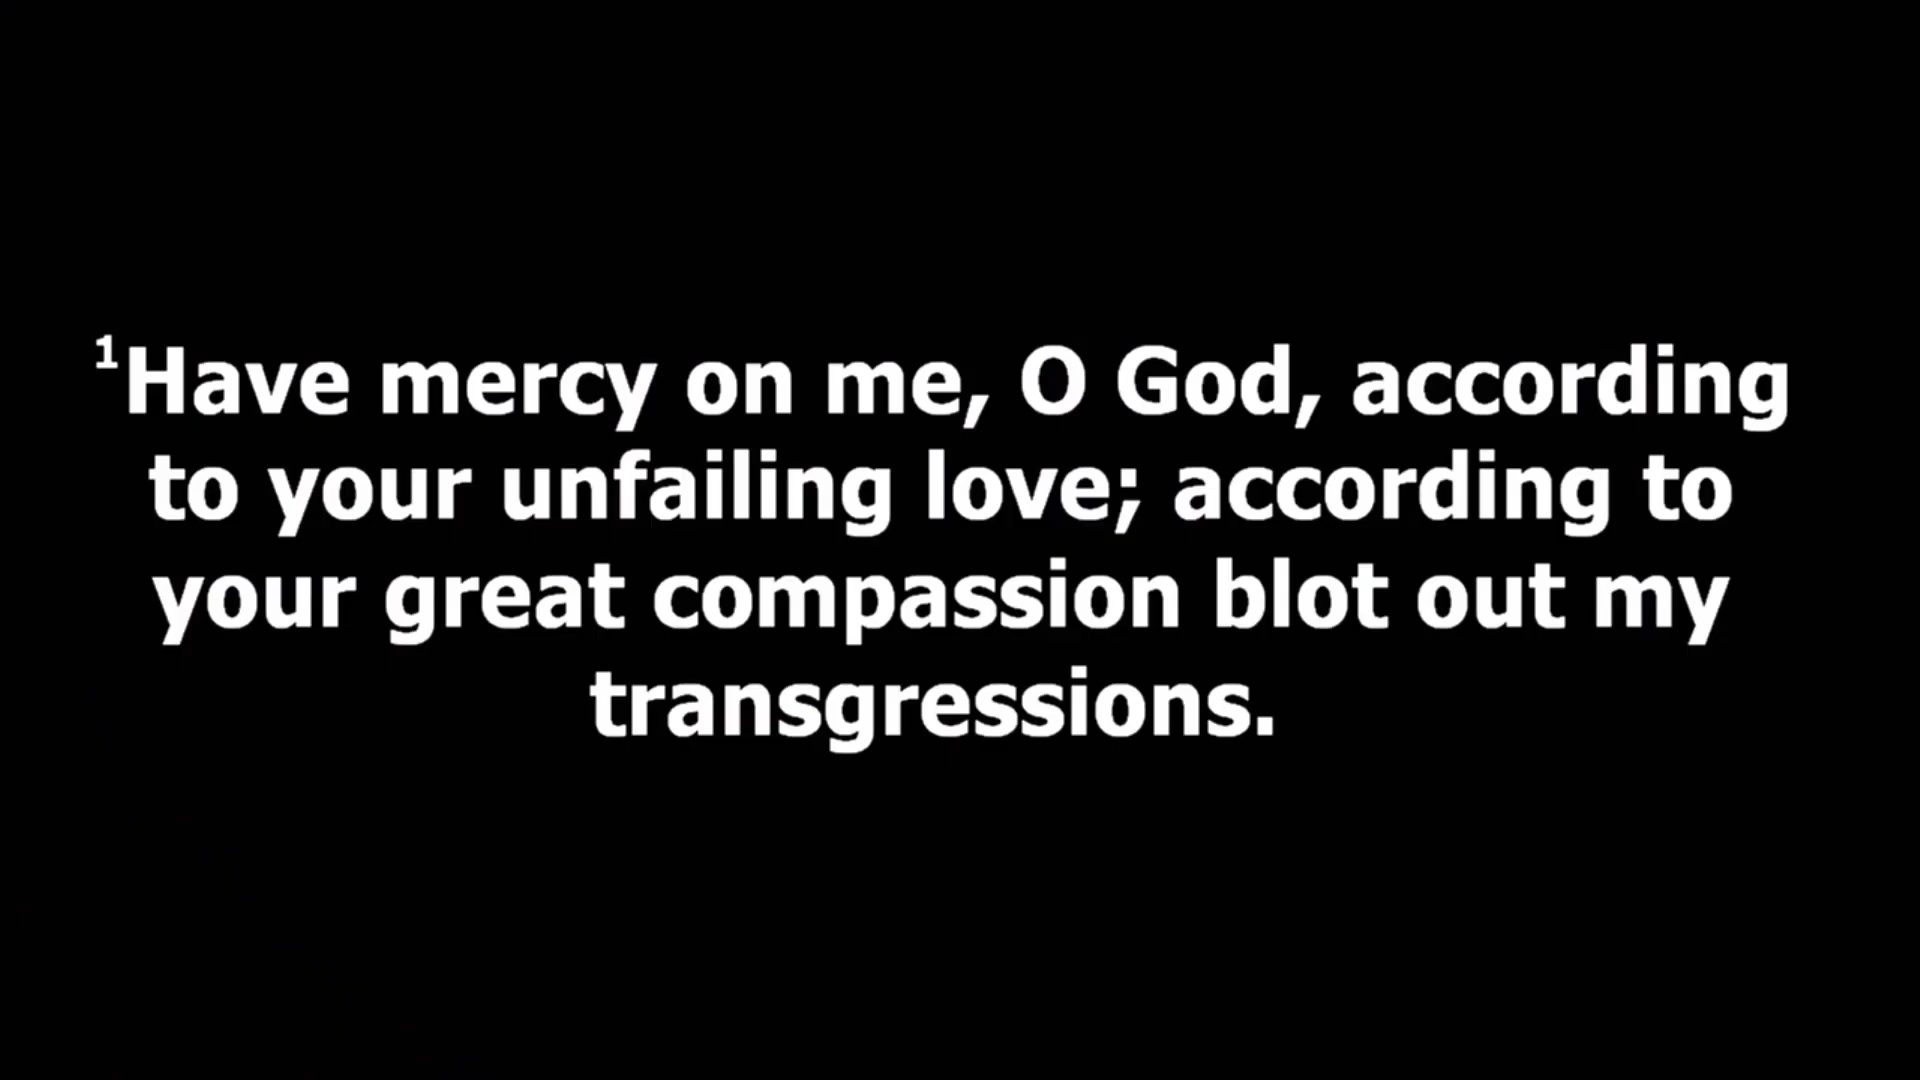 ¹Have mercy on me, O God, according
to your unfailing love; according to
your great compassion blot out my
transgressions.